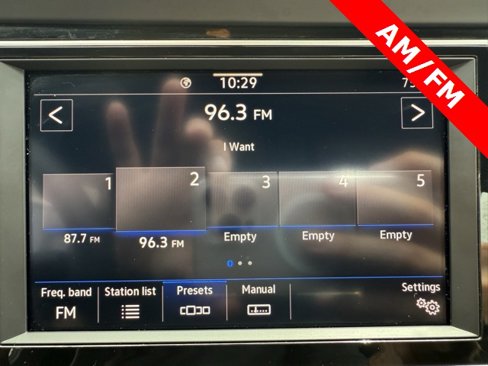 AM/FM
10:29
96.3 FM
I Want
1 2 3 4 5
87.7 FM 96.3 FM Empty Empty Empty
Freq. band Station list Presets Manual Settings
FM